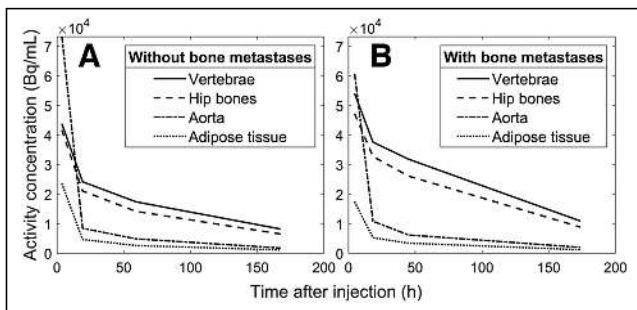 × 10⁴
× 10⁴
A
B
Without bone metastases
Vertebrae
Hip bones
Aorta
Adipose tissue
With bone metastases
Vertebrae
Hip bones
Aorta
Adipose tissue
Activity concentration (Bq/mL)
7
6
5
4
3
2
1
0
7
6
5
4
3
2
1
0
0 50 100 150 200
0 50 100 150 200
Time after injection (h)